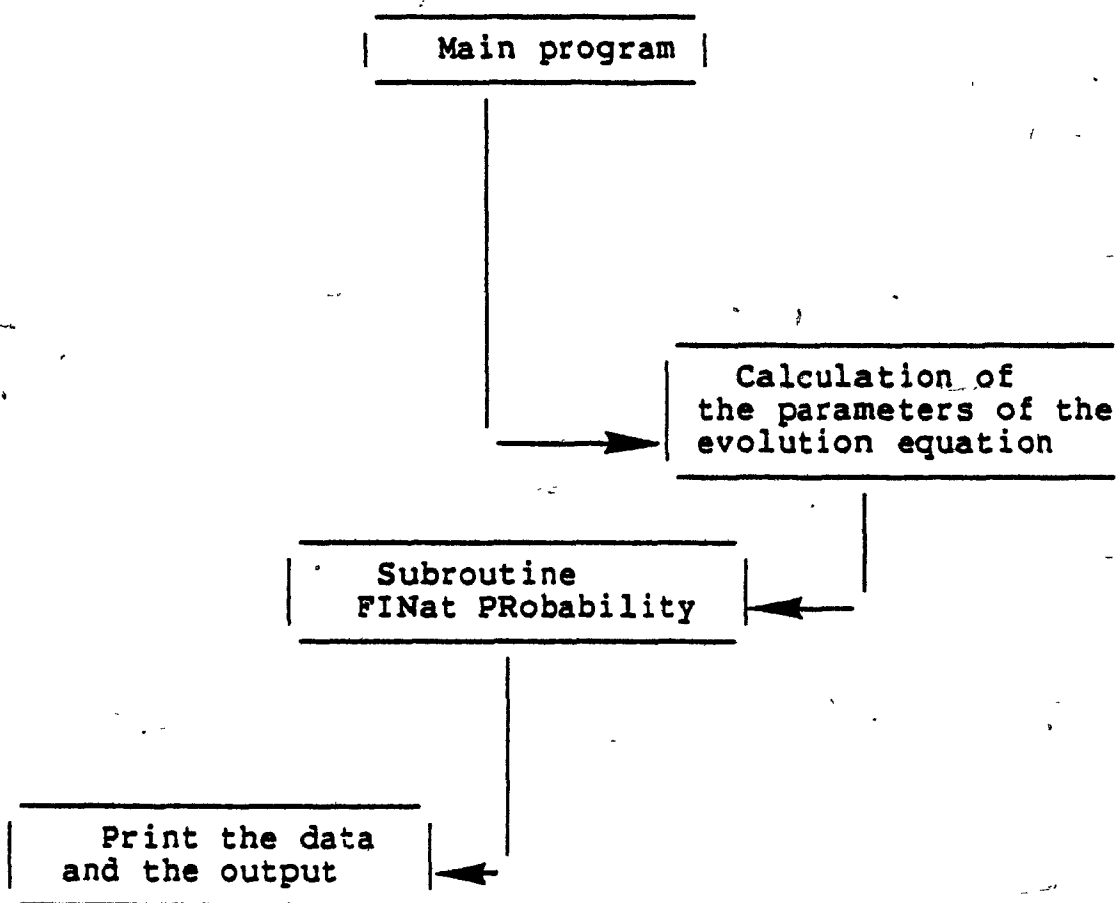 Main program
Calculation of
the parameters of the
evolution equation
Subroutine
FINat PRobability
Print the data
and the output